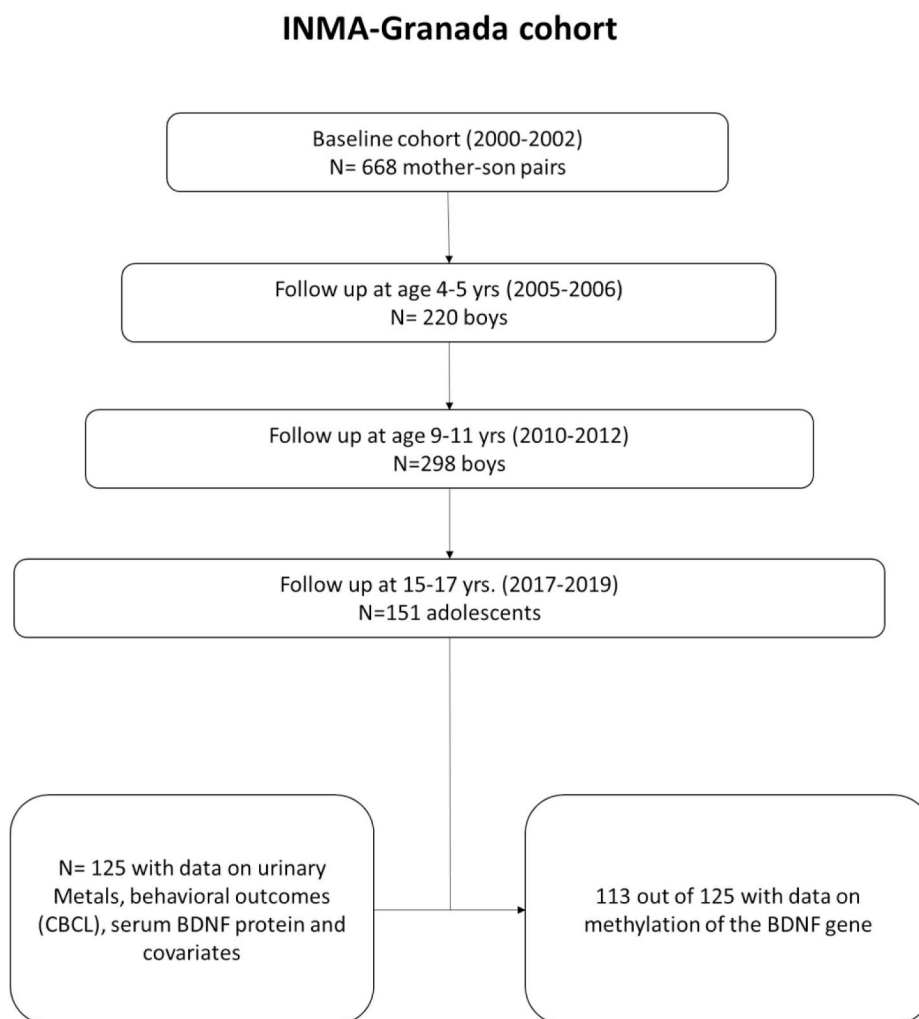 INMA-Granada cohort
Baseline cohort (2000-2002)
N= 668 mother-son pairs
Follow up at age 4-5 yrs (2005-2006)
N= 220 boys
Follow up at age 9-11 yrs (2010-2012)
N=298 boys
Follow up at 15-17 yrs. (2017-2019)
N=151 adolescents
N= 125 with data on urinary
Metals, behavioral outcomes
(CBCL), serum BDNF protein and
covariates
113 out of 125 with data on
methylation of the BDNF gene